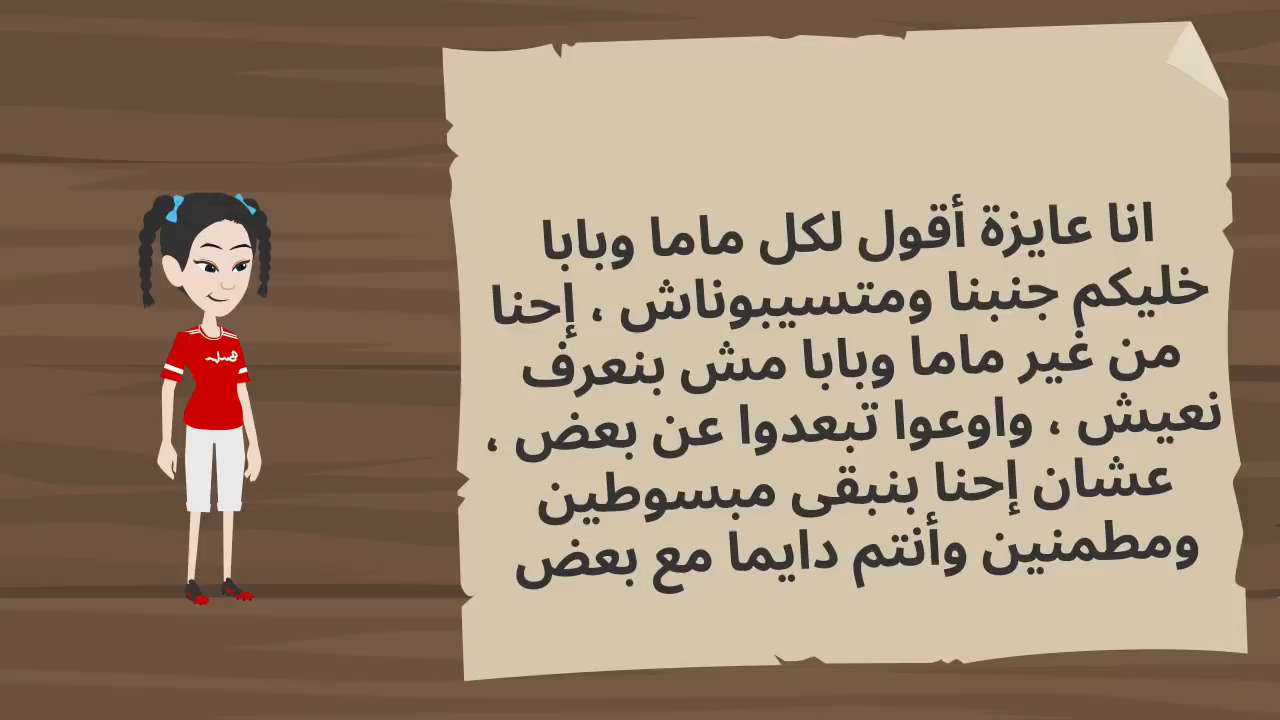 انا عايزة أقول لكل ماما وبابا
خليكم جنبنا ومتسيبوناش ، إحنا
من غير ماما وبابا مش بنعرف
نعيش ، واوعوا تبعدوا عن بعض ،
عشان إحنا بنبقى مبسوطين
ومطمنين وأنتم دايما مع بعض